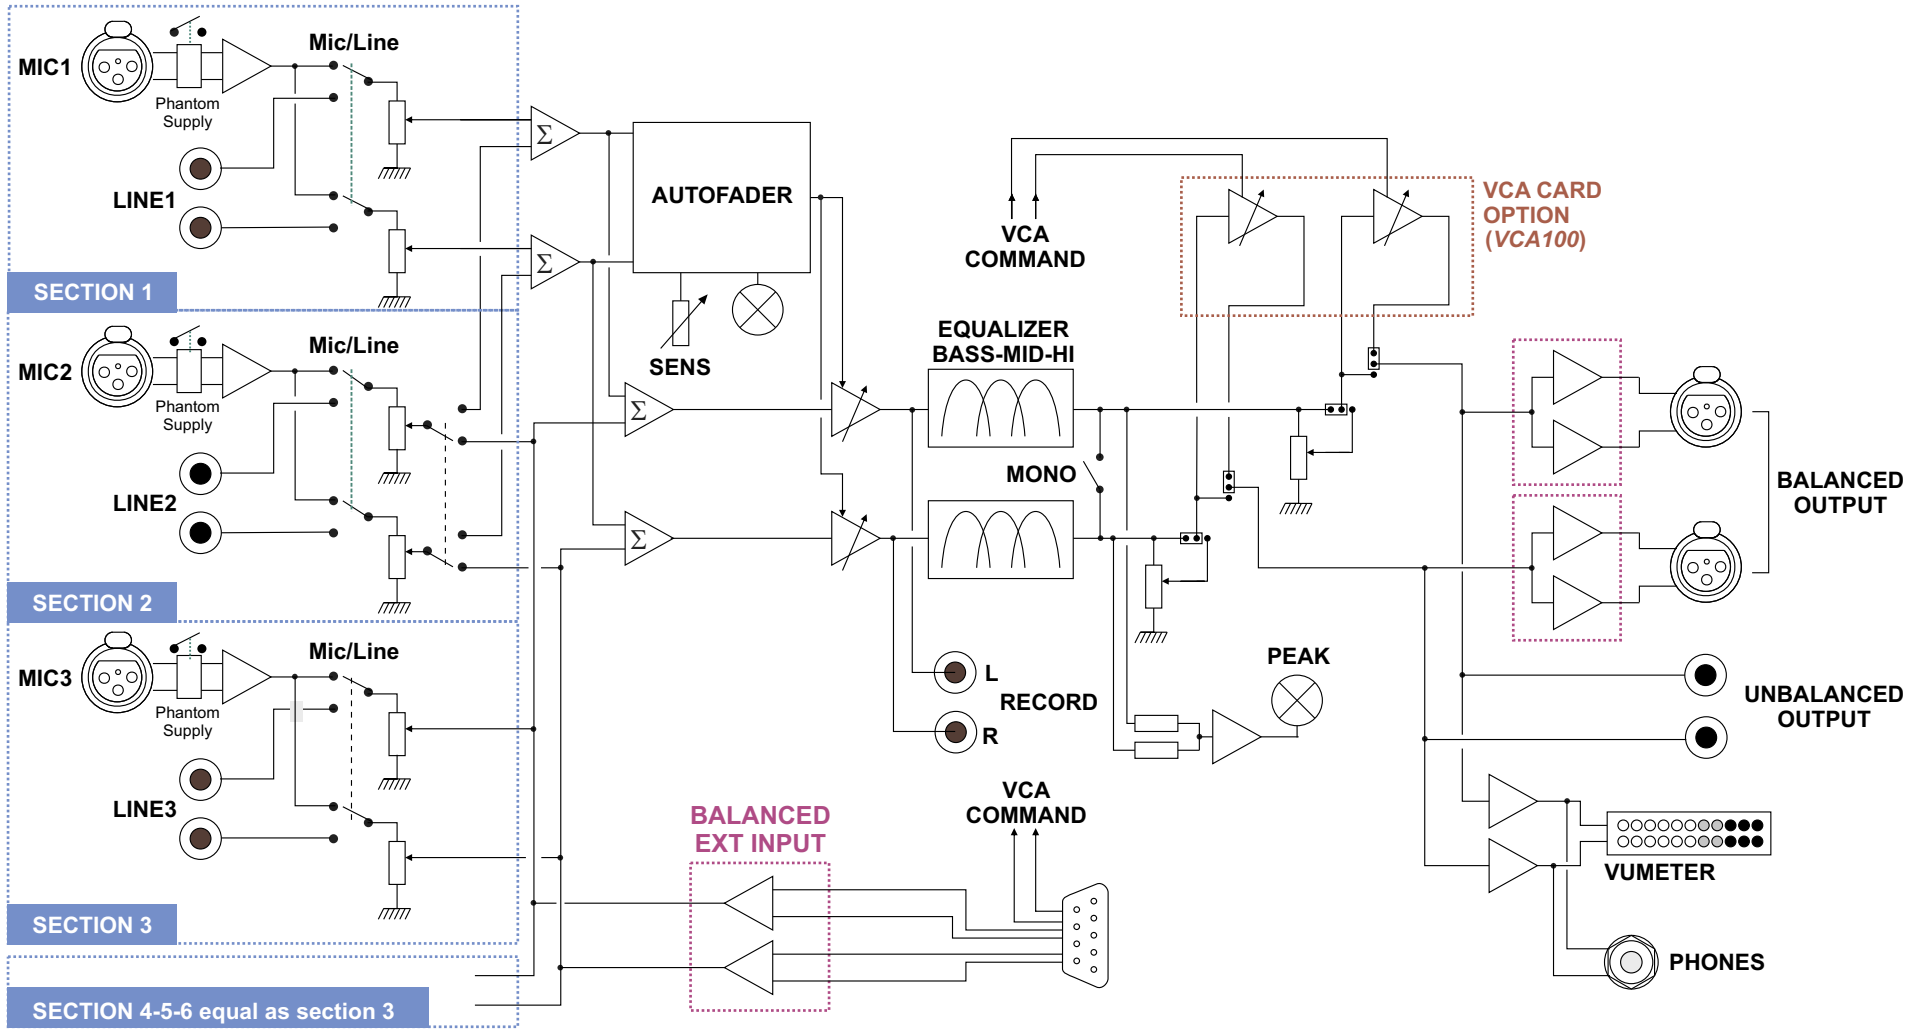 MIC1
Phantom
Supply
Mic/Line
LINE1
SECTION 1
MIC2
Phantom
Supply
Mic/Line
LINE2
SECTION 2
MIC3
Phantom
Supply
Mic/Line
LINE3
SECTION 3
SECTION 4-5-6 equal as section 3
Σ
Σ
AUTOFADER
SENS
Σ
Σ
EQUALIZER
BASS-MID-HI
MONO
L
RECORD
R
VCA
COMMAND
VCA CARD
OPTION
(VCA100)
PEAK
BALANCED
EXT INPUT
VCA
COMMAND
BALANCED
OUTPUT
UNBALANCED
OUTPUT
VUMETER
PHONES